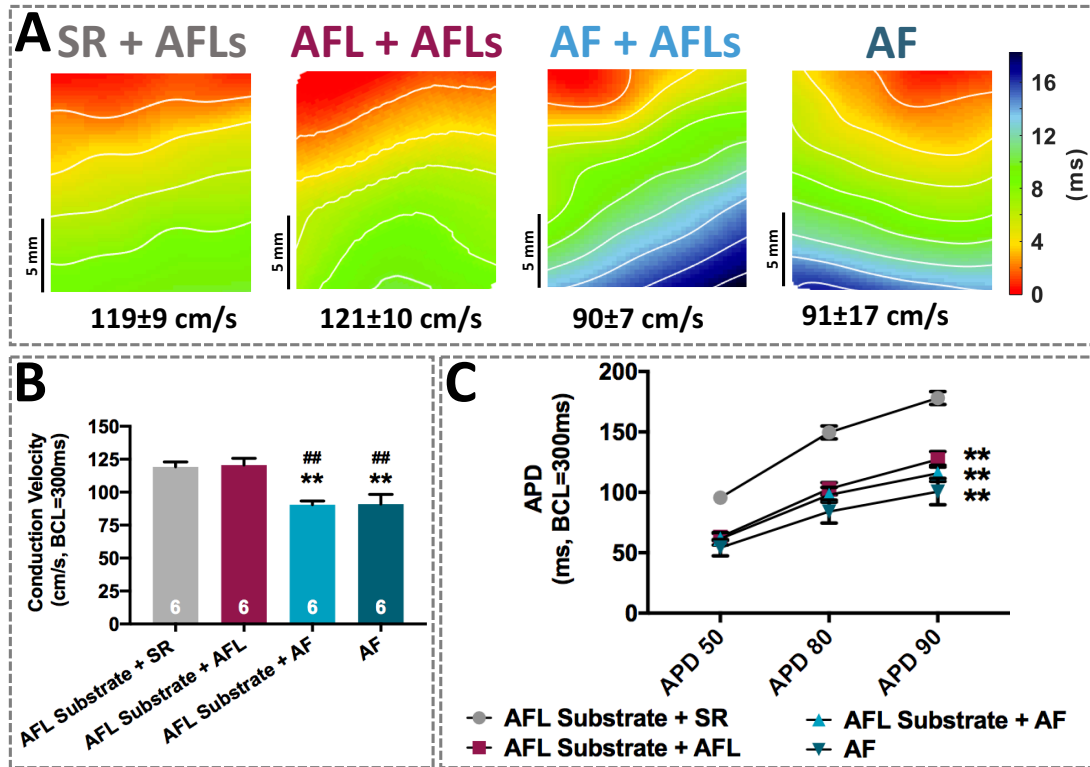 A
SR + AFLs
AFL + AFLs
AF + AFLs
AF
5 mm
5 mm
5 mm
5 mm
16
12
8
4
0
(ms)
119±9 cm/s
121±10 cm/s
90±7 cm/s
91±17 cm/s
B
Conduction Velocity
(cm/s, BCL=300ms)
150
125
100
75
50
25
0
##
**
##
**
6
6
6
6
AFL Substrate + SR
AFL Substrate + AFL
AFL Substrate + AF
AF
C
APD
(ms, BCL=300ms)
200
150
100
50
0
**
**
**
APD 50
APD 80
APD 90
AFL Substrate + SR
AFL Substrate + AFL
AFL Substrate + AF
AF